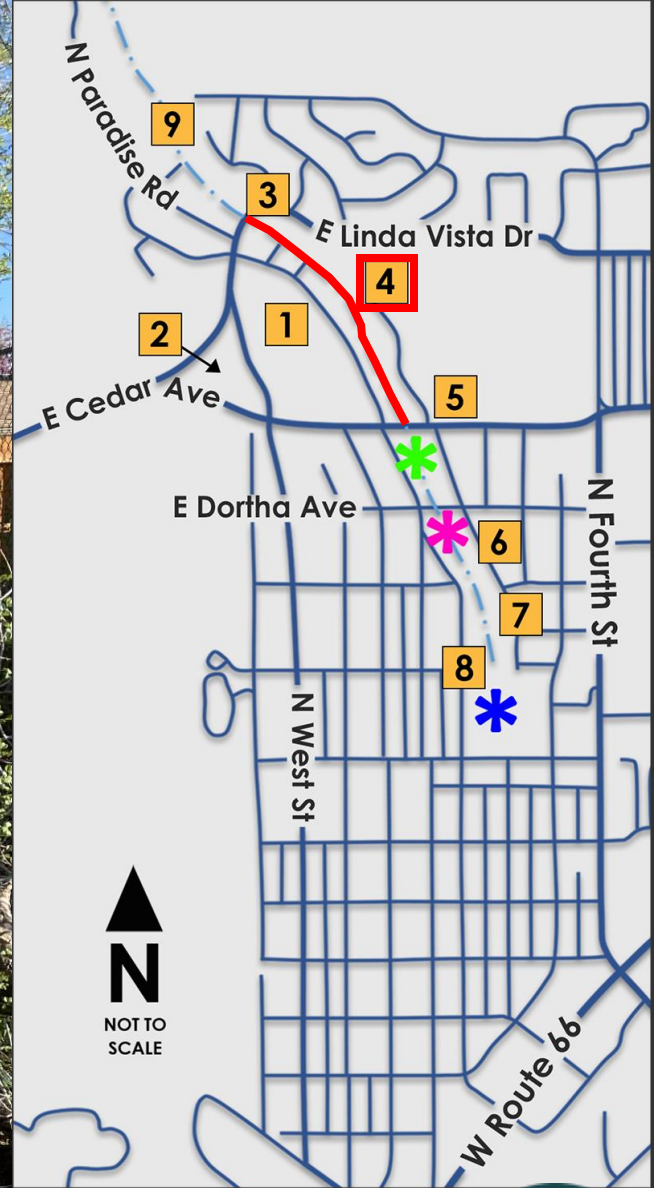 N Paradise Rd
9
3
E Linda Vista Dr
4
1
2
E Cedar Ave
5
E Dortha Ave
N Fourth St
6
7
8
N West St
N
NOT TO
SCALE
W Route 66